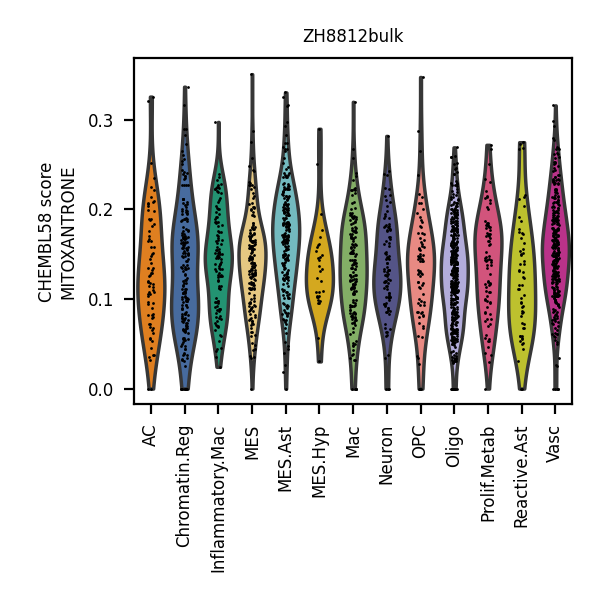 ZH8812bulk
CHEMBL58 score
MITOXANTRONE
0.3
0.2
0.1
0.0
AC
Chromatin.Reg
Inflammatory.Mac
MES
MES.Ast
MES.Hyp
Mac
Neuron
OPC
Oligo
Prolif.Metab
Reactive.Ast
Vasc